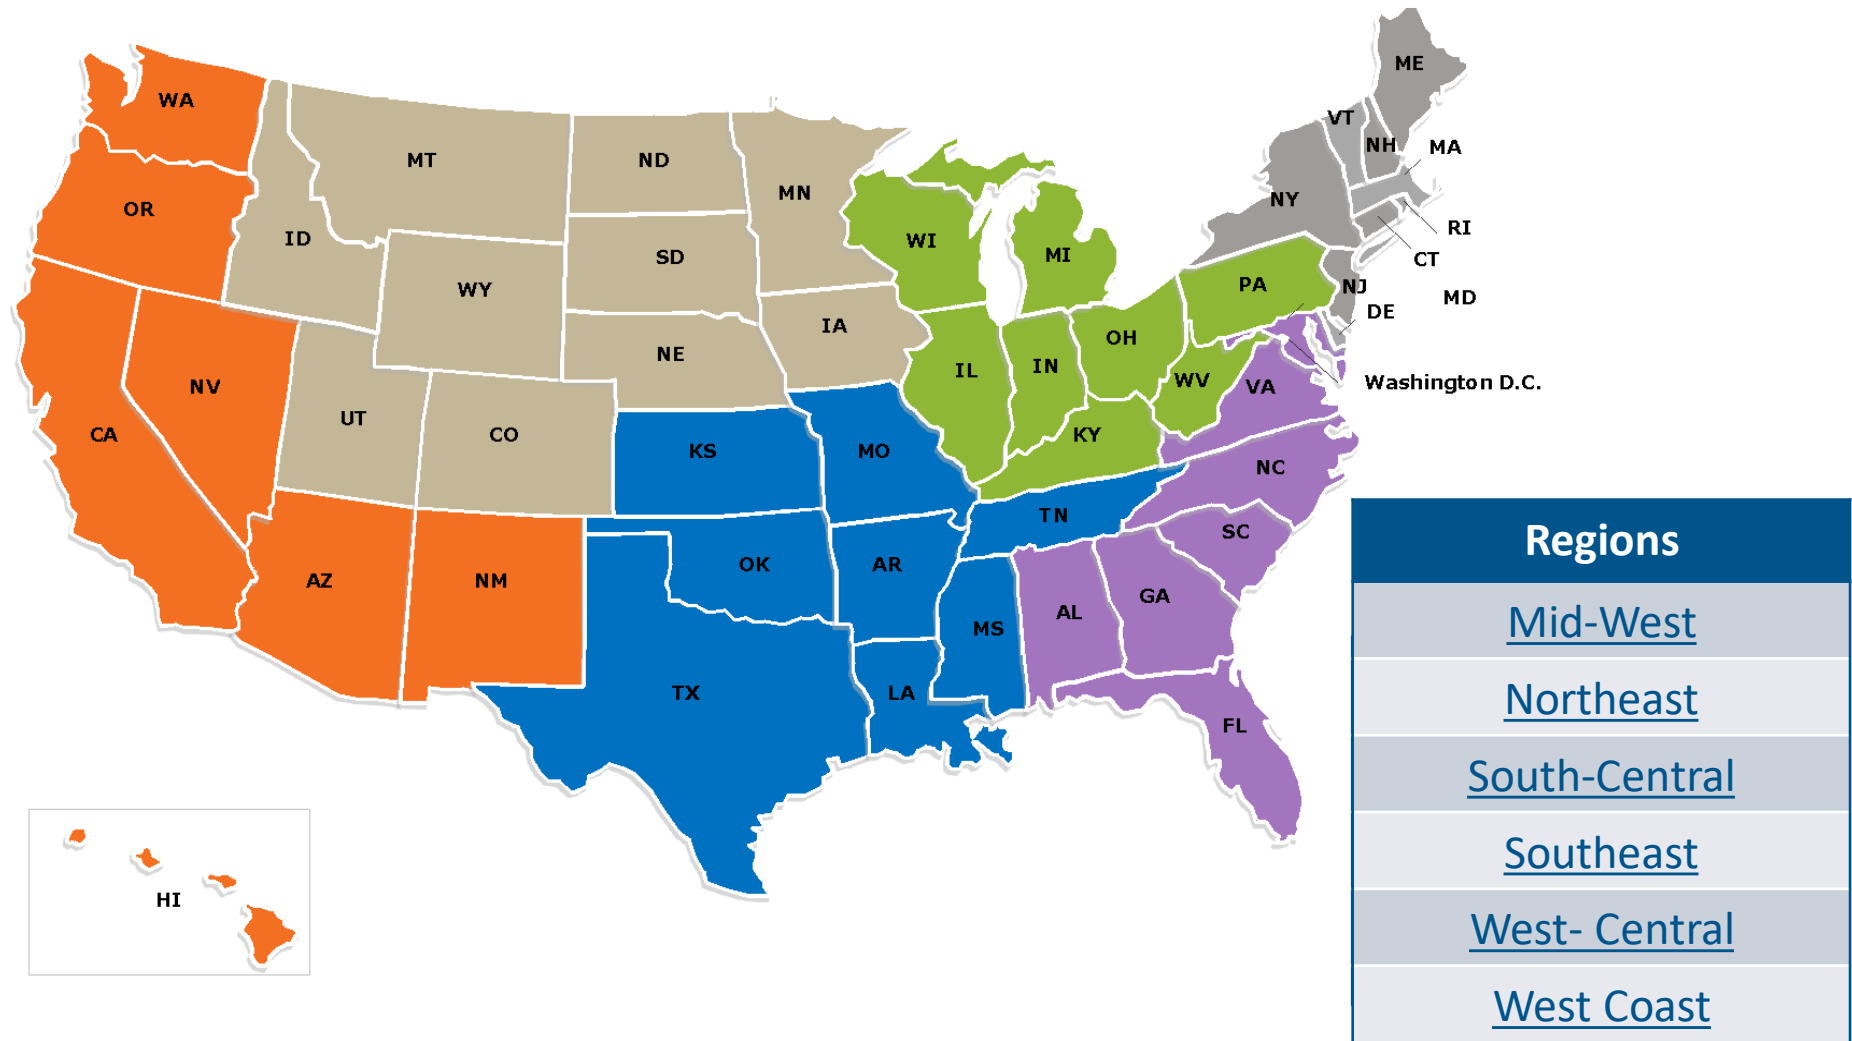 ME
WA
VT
NH
MA
MT
ND
MN
NY
OR
RI
ID
WI
SD
MI
CT
WY
PA
NJ
MD
DE
IA
OH
NE
IL
IN
WV
VA
Washington D.C.
NV
UT
CO
CA
KY
KS
MO
NC
TN
SC
OK
AR
AZ
NM
GA
AL
MS
TX
LA
FL
HI
Regions
Mid-West
Northeast
South-Central
Southeast
West- Central
West Coast